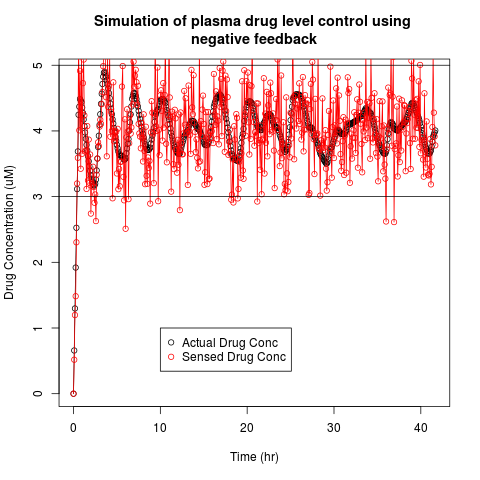 Simulation of plasma drug level control using
negative feedback
Drug Concentration (uM)
5
4
3
2
1
0
Actual Drug Conc
Sensed Drug Conc
0 10 20 30 40
Time (hr)